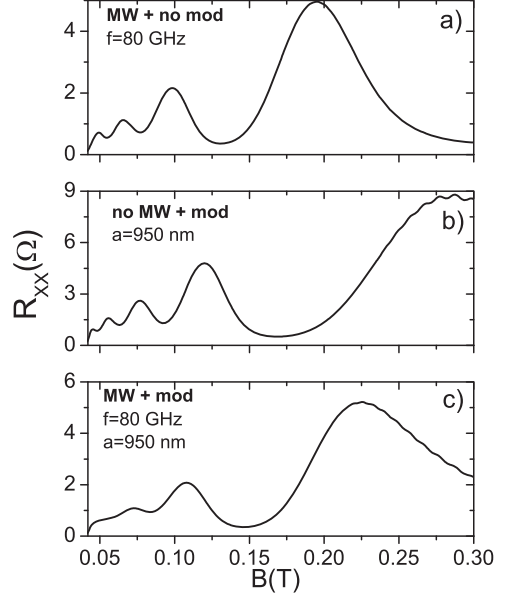 MW + no mod
f=80 GHz
a)
4
2
0
no MW + mod
a=950 nm
b)
9
6
3
0
R_XX(Ω)
MW + mod
f=80 GHz
a=950 nm
c)
6
4
2
0
0.05 0.10 0.15 0.20 0.25 0.30
B(T)